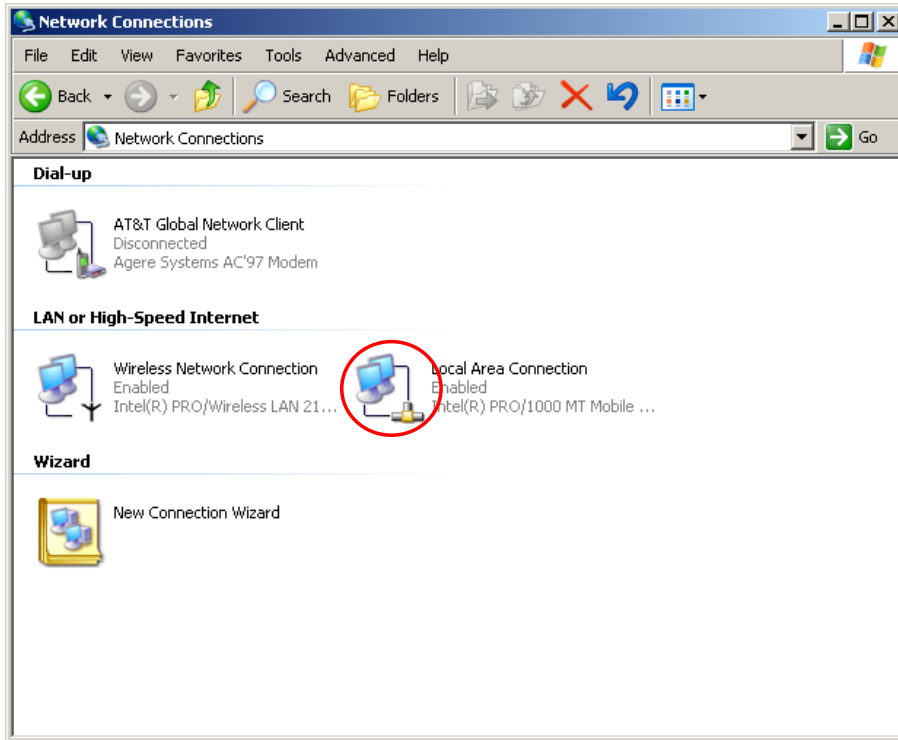 Network Connections
File Edit View Favorites Tools Advanced Help
Back Search Folders
Address Network Connections Go
Dial-up
AT&T Global Network Client
Disconnected
Agere Systems AC'97 Modem
LAN or High-Speed Internet
Wireless Network Connection
Enabled
Intel(R) PRO/Wireless LAN 21...
Local Area Connection
Enabled
Intel(R) PRO/1000 MT Mobile ...
Wizard
New Connection Wizard